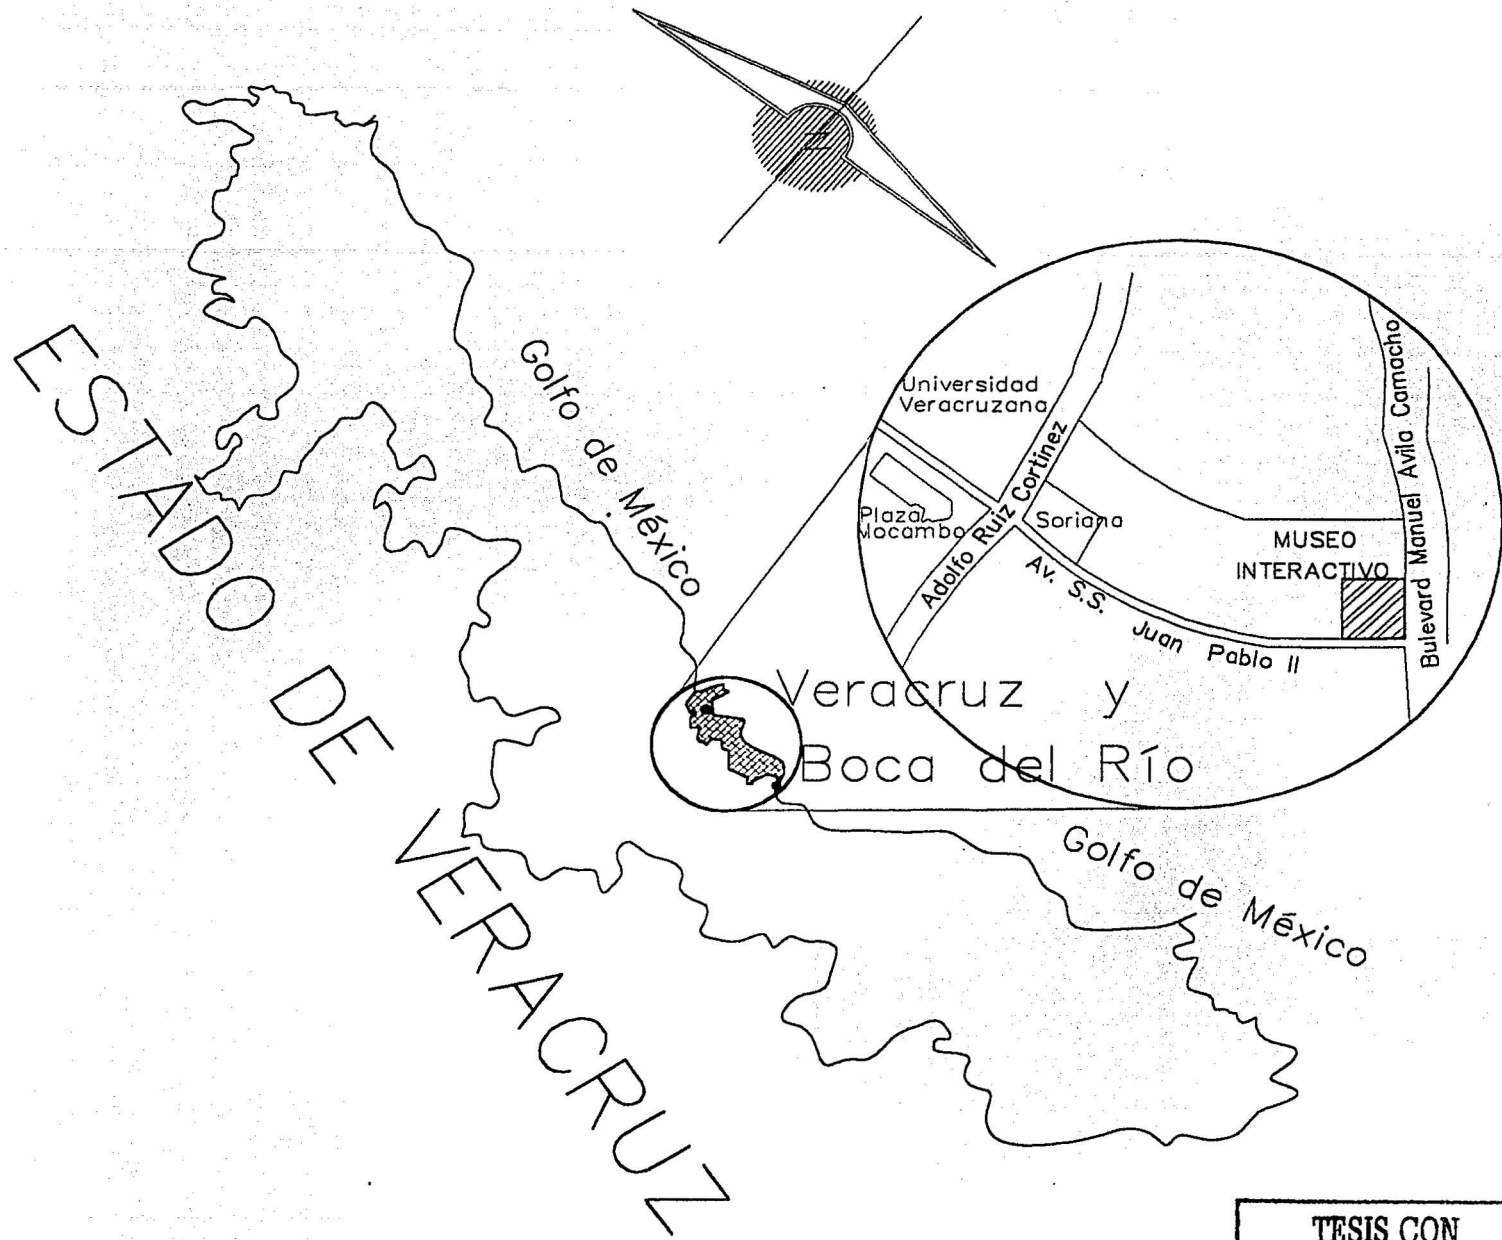 N
ESTADO DE VERACRUZ
Golfo de México
Universidad
Veracruzana
Plaza
Mocambo
Adolfo Ruiz Cortinez
Soriana
Av. S.S. Juan Pablo II
MUSEO
INTERACTIVO
Bulevard Manuel Avila Camacho
Veracruz y
Boca del Río
Golfo de México
TESIS CON